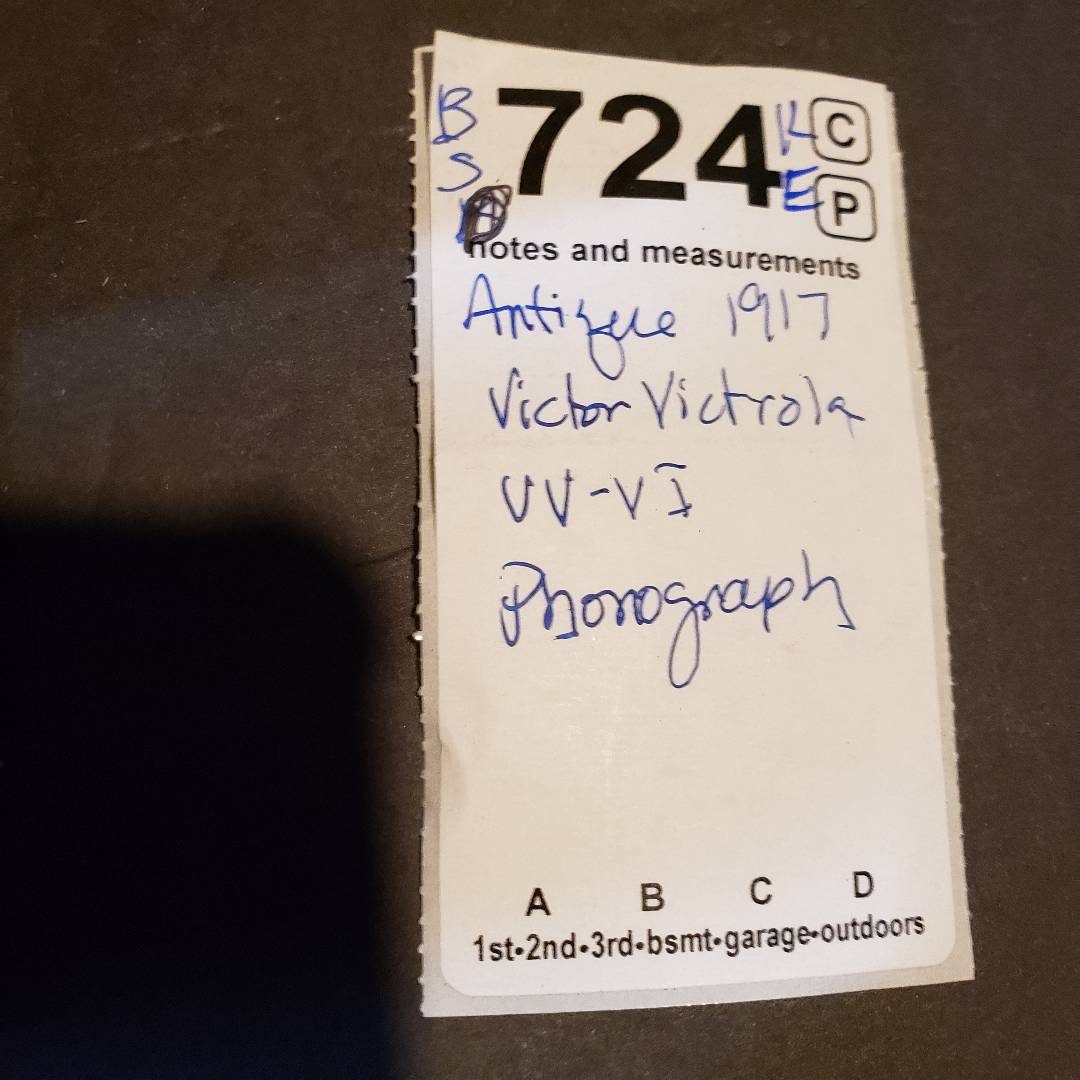 B 724 K C
S E P
notes and measurements
Antique 1917
Victor Victrola
VV-VI
Phonograph
A B C D
1st•2nd•3rd•bsmt•garage•outdoors